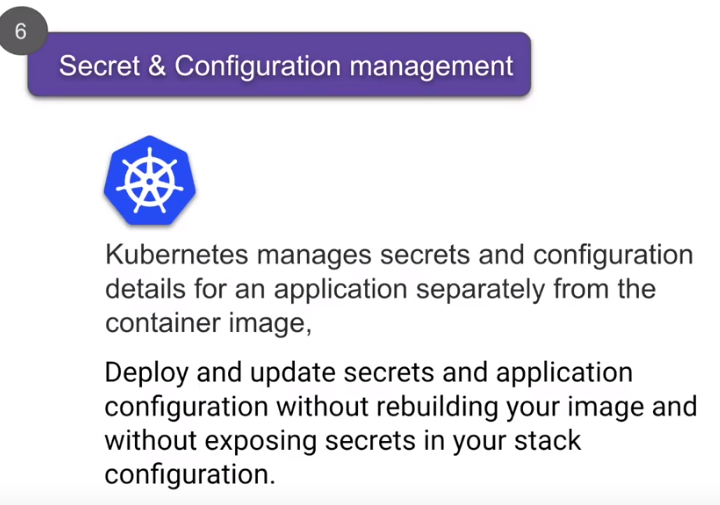 6
Secret & Configuration management
Kubernetes manages secrets and configuration
details for an application separately from the
container image,
Deploy and update secrets and application
configuration without rebuilding your image and
without exposing secrets in your stack
configuration.